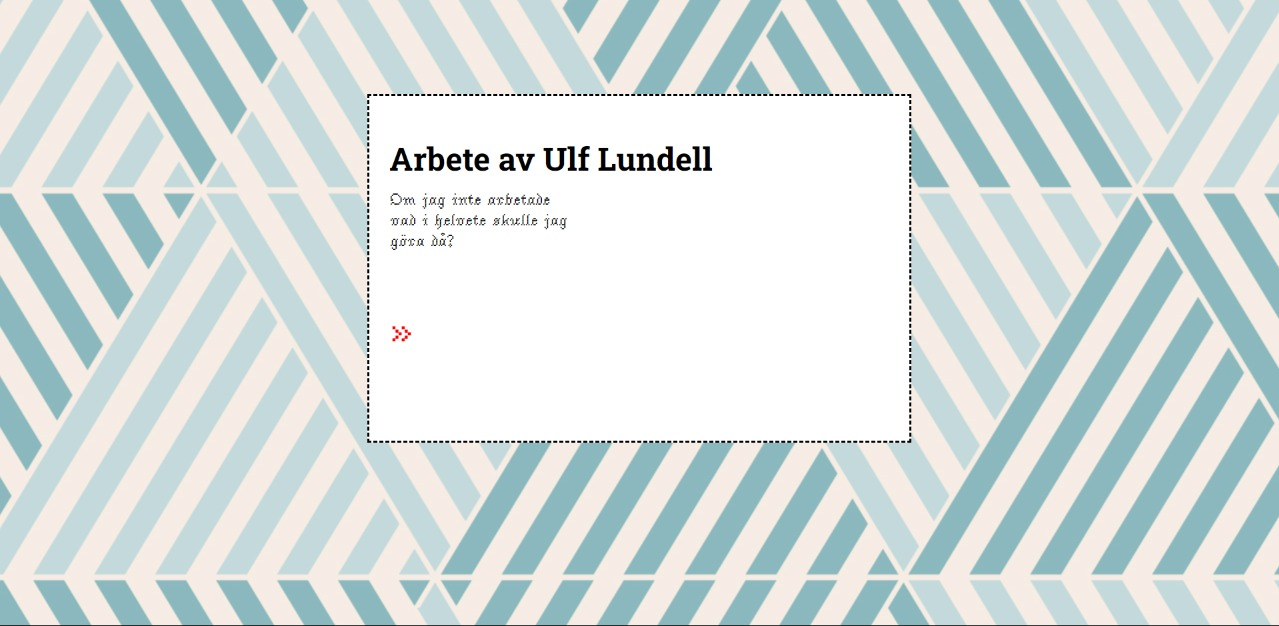 Arbete av Ulf Lundell
Om jag inte arbetade
vad i helvete skulle jag
göra då?
»